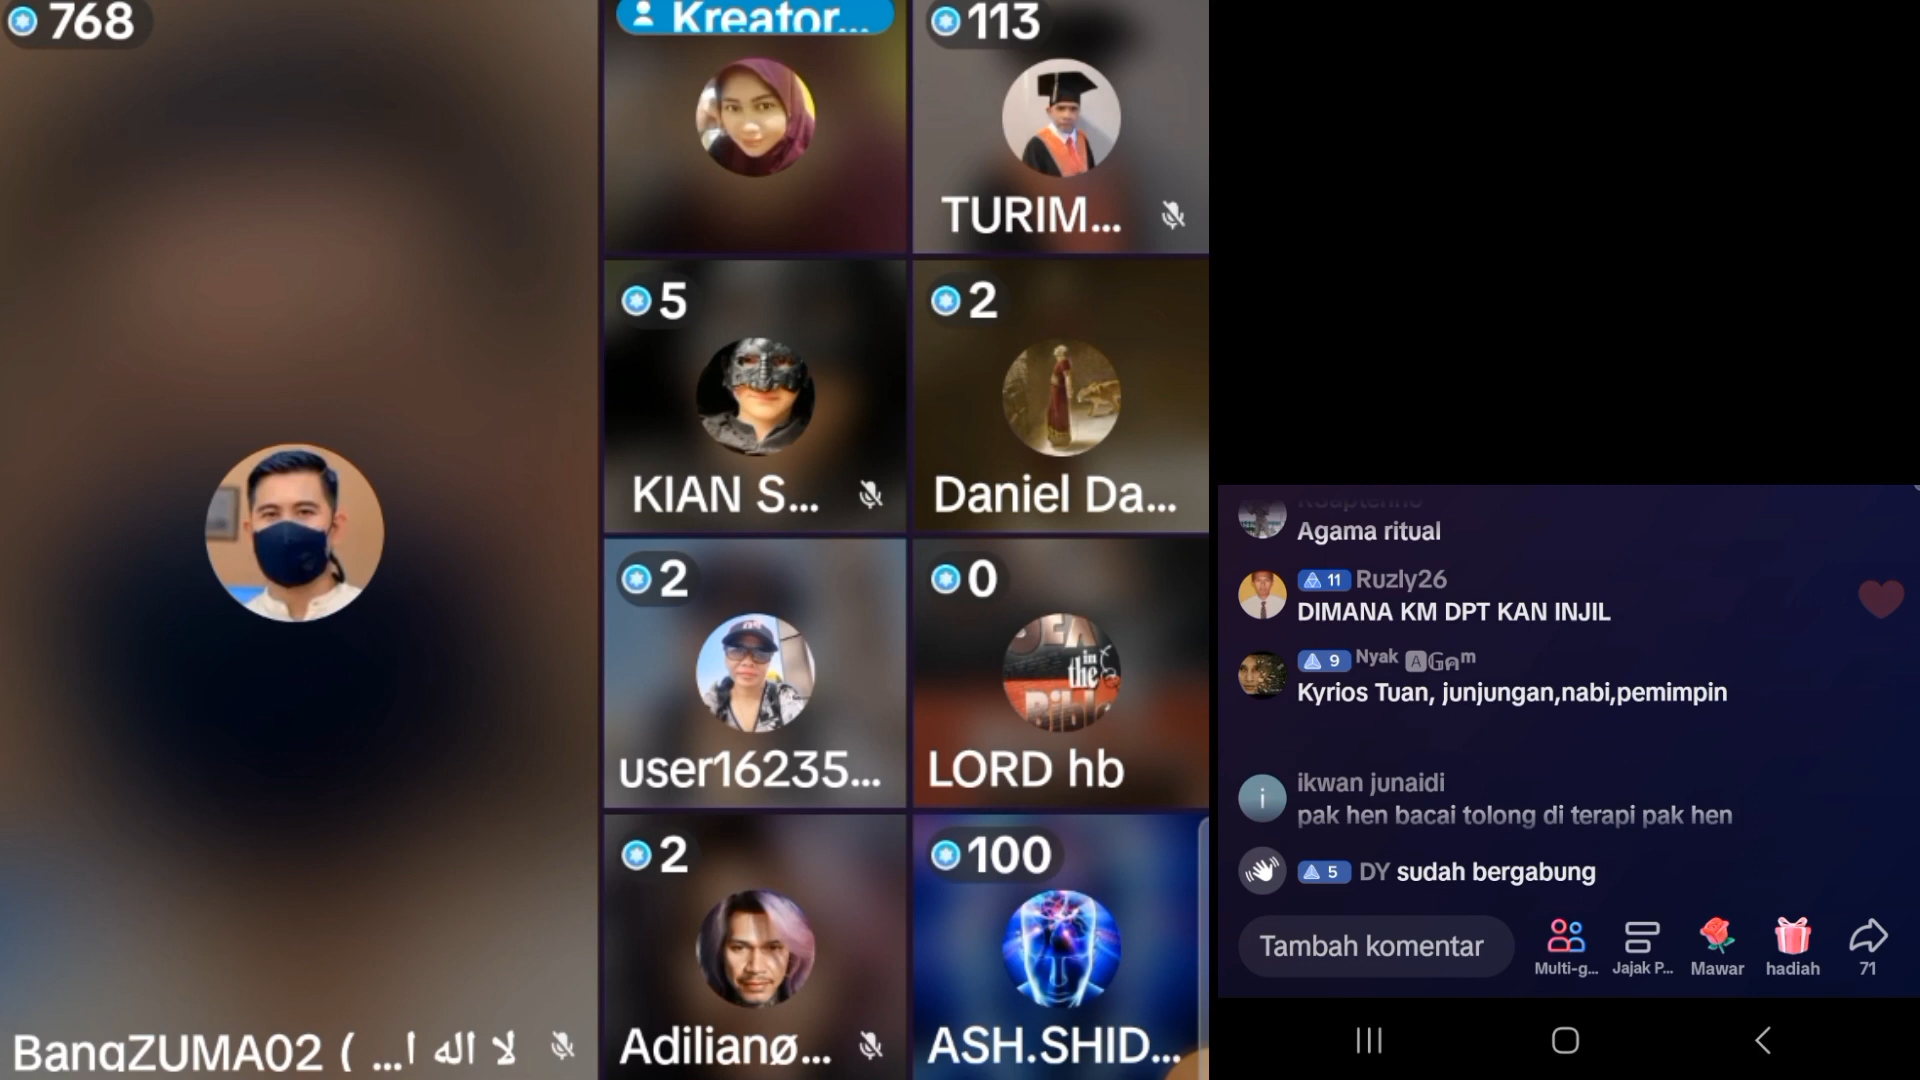 768
Kreator...
113
TURIM...
5
KIAN S...
2
Daniel Da...
2
user16235...
0
in
the
Bible
LORD hb
2
Adilianø...
100
ASH.SHID...
BangZUMA02 ( لا اله ا...
Agama ritual
11 Ruzly26
DIMANA KM DPT KAN INJIL
9 Nyak
Kyrios Tuan, junjungan,nabi,pemimpin
i
ikwan junaidi
pak hen bacai tolong di terapi pak hen
5 DY sudah bergabung
Tambah komentar
Multi-g...
Jajak P...
Mawar
hadiah
71